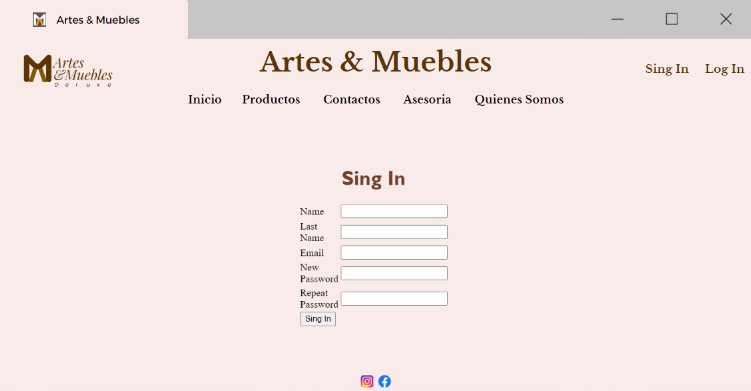 Artes & Muebles
Artes
&Muebles
Deluxe
Artes & Muebles
Sing In Log In
Inicio Productos Contactos Asesoria Quienes Somos
Sing In
Name
Last
Name
Email
New
Password
Repeat
Password
Sing In